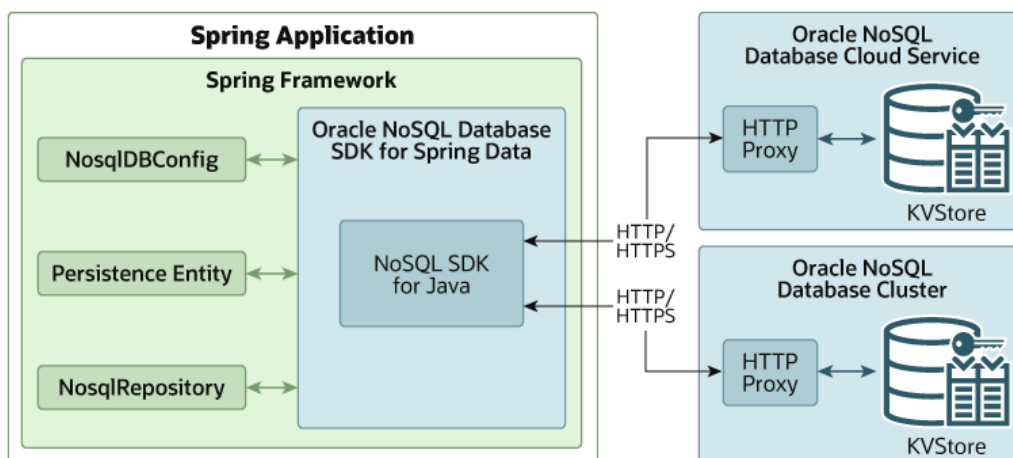 Spring Application
Spring Framework
NosqlDBConfig
Persistence Entity
NosqlRepository
Oracle NoSQL Database
SDK for Spring Data
NoSQL SDK
for Java
HTTP/
HTTPS
HTTP/
HTTPS
Oracle NoSQL
Database Cloud Service
HTTP
Proxy
KVStore
Oracle NoSQL
Database Cluster
HTTP
Proxy
KVStore